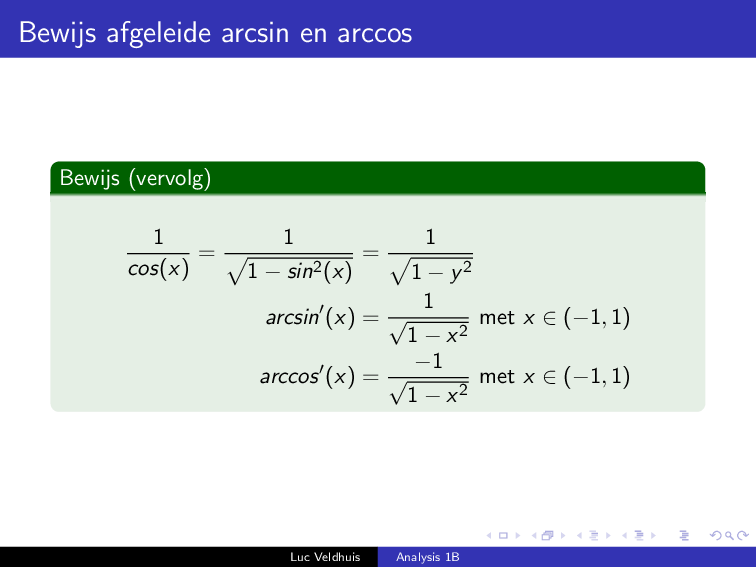 Bewijs afgeleide arcsin en arccos
Bewijs (vervolg)
$\frac{1}{cos(x)} = \frac{1}{\sqrt{1 - sin^2(x)}} = \frac{1}{\sqrt{1 - y^2}}$
$arcsin'(x) = \frac{1}{\sqrt{1 - x^2}}$ met $x \in (-1, 1)$
$arccos'(x) = \frac{-1}{\sqrt{1 - x^2}}$ met $x \in (-1, 1)$
Luc Veldhuis Analysis 1B